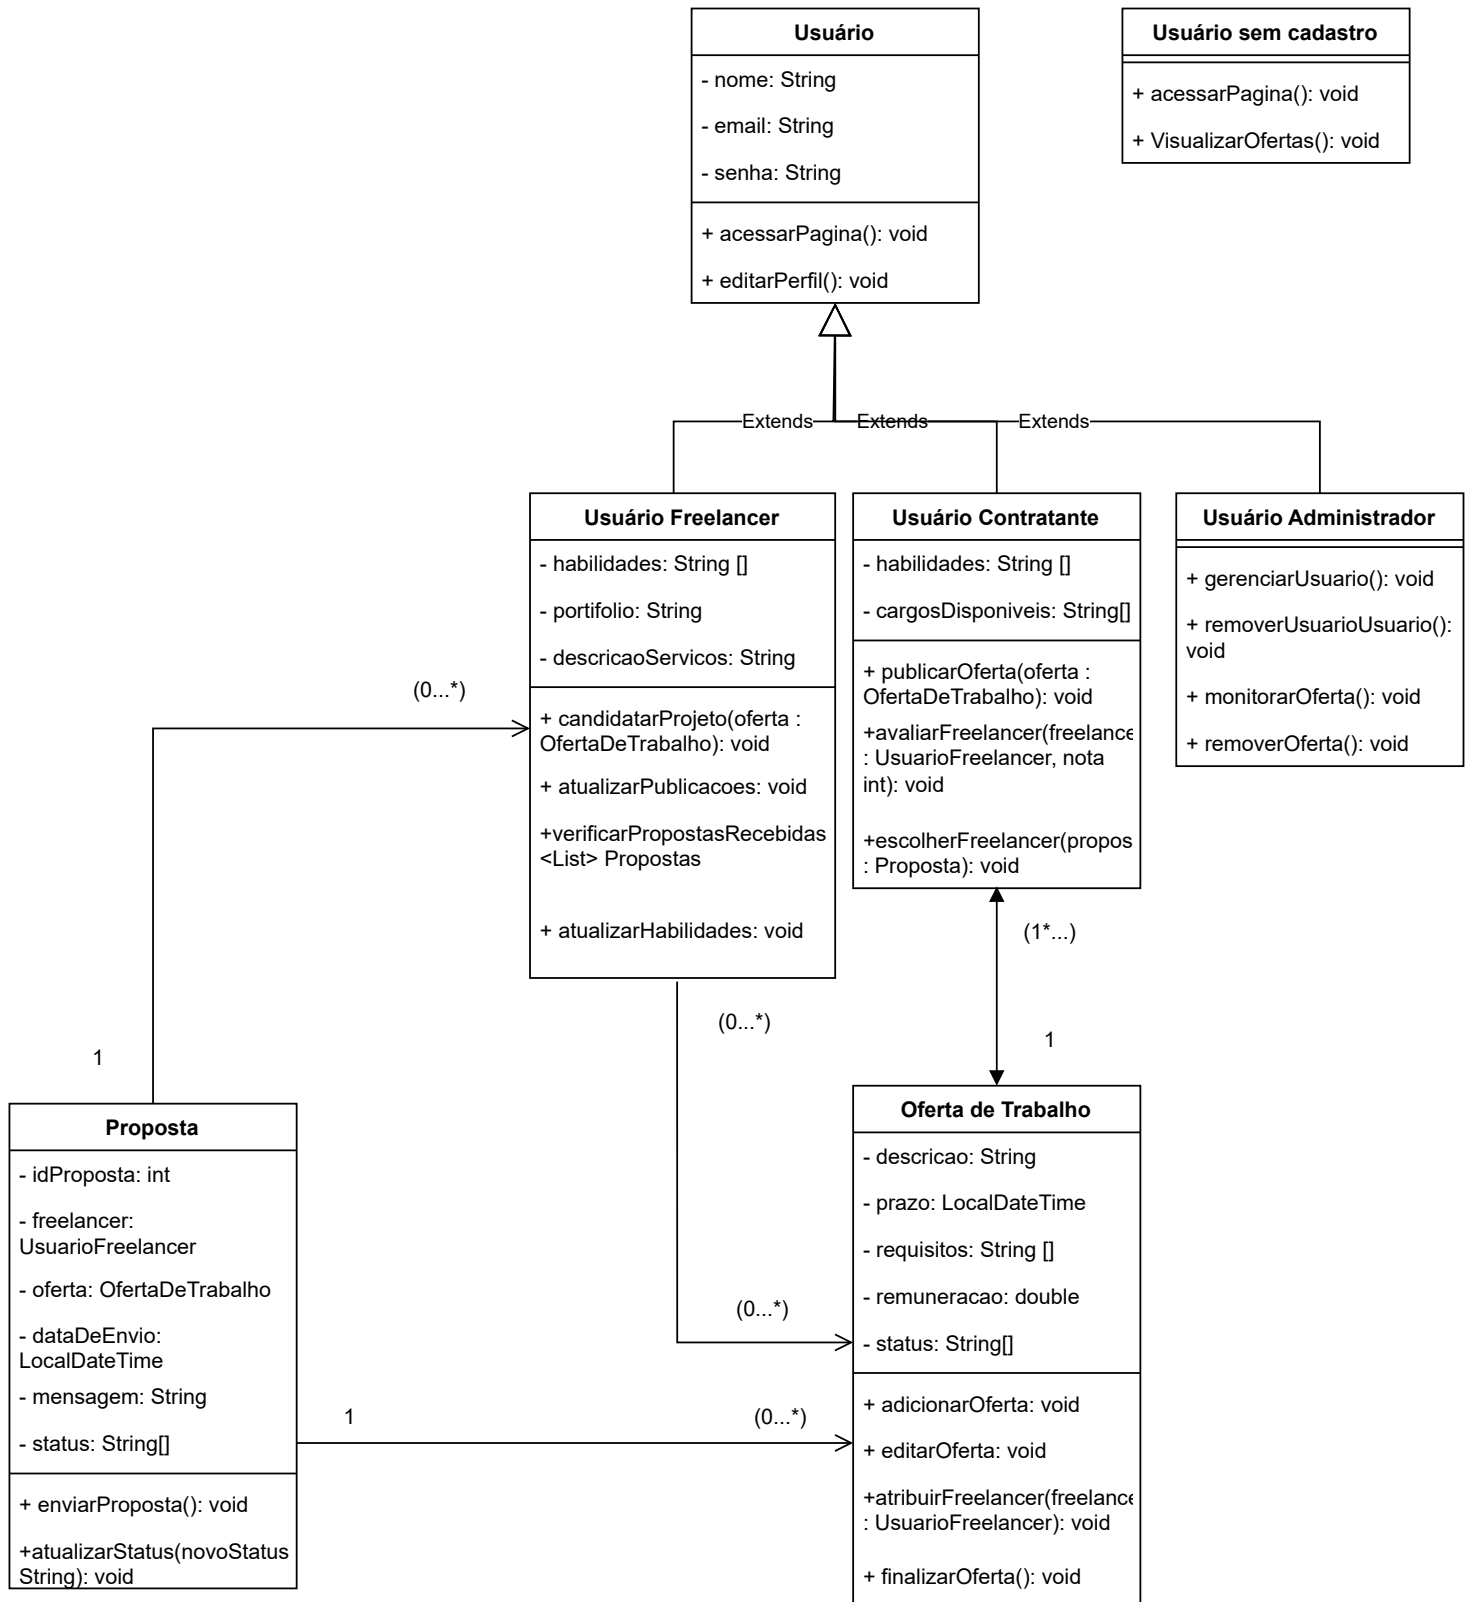 Usuário
- nome: String
- email: String
- senha: String
+ acessarPagina(): void
+ editarPerfil(): void
Usuário sem cadastro
+ acessarPagina(): void
+ VisualizarOfertas(): void
Extends
Extends
Extends
Usuário Freelancer
- habilidades: String []
- portifolio: String
- descricaoServicos: String
+ candidatarProjeto(oferta :
OfertaDeTrabalho): void
+ atualizarPublicacoes: void
+verificarPropostasRecebidas
<List> Propostas
+ atualizarHabilidades: void
Usuário Contratante
- habilidades: String []
- cargosDisponiveis: String[]
+ publicarOferta(oferta :
OfertaDeTrabalho): void
+avaliarFreelancer(freelance
: UsuarioFreelancer, nota
int): void
+escolherFreelancer(propos
: Proposta): void
Usuário Administrador
+ gerenciarUsuario(): void
+ removerUsuarioUsuario():
void
+ monitorarOferta(): void
+ removerOferta(): void
(0...*)
1
(0...*)
(0...*)
(1*...)
1
Proposta
- idProposta: int
- freelancer:
UsuarioFreelancer
- oferta: OfertaDeTrabalho
- dataDeEnvio:
LocalDateTime
- mensagem: String
- status: String[]
+ enviarProposta(): void
+atualizarStatus(novoStatus
String): void
1
(0...*)
Oferta de Trabalho
- descricao: String
- prazo: LocalDateTime
- requisitos: String []
- remuneracao: double
- status: String[]
+ adicionarOferta: void
+ editarOferta: void
+atribuirFreelancer(freelance
: UsuarioFreelancer): void
+ finalizarOferta(): void